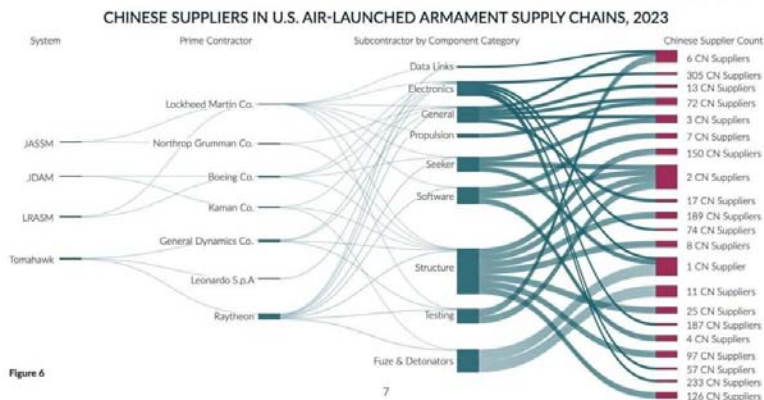 CHINESE SUPPLIERS IN U.S. AIR-LAUNCHED ARMAMENT SUPPLY CHAINS, 2023
System
Prime Contractor
Subcontractor by Component Category
Chinese Supplier Count
JASSM
JDAM
LRASM
Tomahawk
Lockheed Martin Co.
Northrop Grumman Co.
Boeing Co.
Kaman Co.
General Dynamics Co.
Leonardo S.p.A
Raytheon
Data Links
Electronics
General
Propulsion
Seeker
Software
Structure
Testing
Fuze & Detonators
6 CN Suppliers
305 CN Suppliers
13 CN Suppliers
72 CN Suppliers
3 CN Suppliers
7 CN Suppliers
150 CN Suppliers
2 CN Suppliers
17 CN Suppliers
189 CN Suppliers
74 CN Suppliers
8 CN Suppliers
1 CN Supplier
11 CN Suppliers
25 CN Suppliers
187 CN Suppliers
4 CN Suppliers
97 CN Suppliers
57 CN Suppliers
233 CN Suppliers
126 CN Suppliers
Figure 6
7